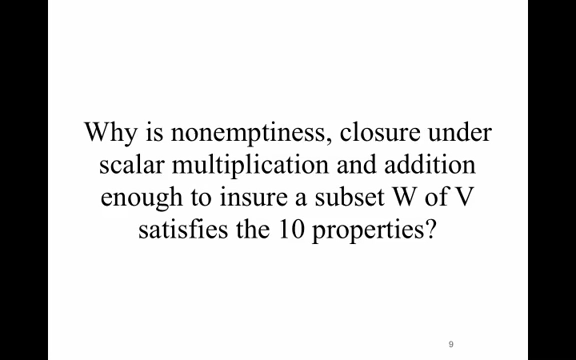 Why is nonemptiness, closure under
scalar multiplication and addition
enough to insure a subset W of V
satisfies the 10 properties?
9